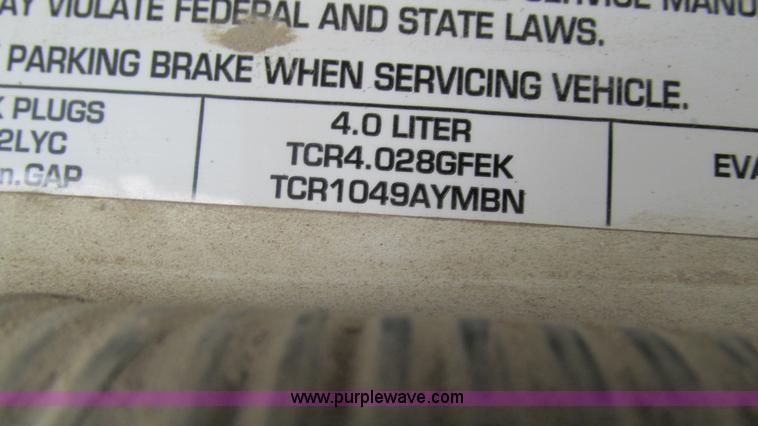 VIOLATE FEDERAL AND STATE LAWS.
PARKING BRAKE WHEN SERVICING VEHICLE.
PLUGS
2LYC
n.GAP
4.0 LITER
TCR4.028GFEK
TCR1049AYMBN
EVA
www.purplewave.com